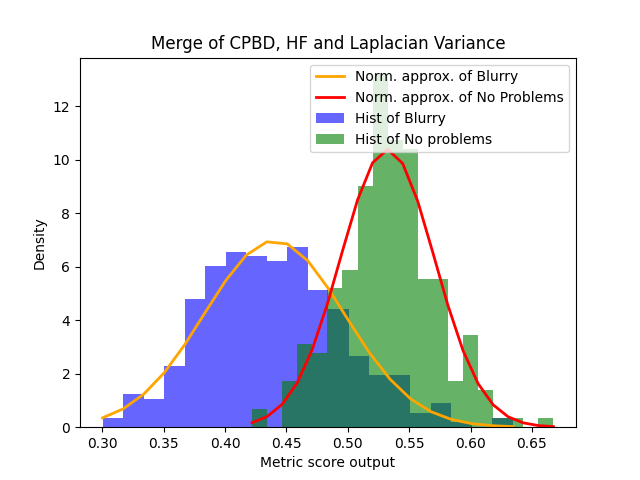 Merge of CPBD, HF and Laplacian Variance
Norm. approx. of Blurry
Norm. approx. of No Problems
Hist of Blurry
Hist of No problems
12
10
8
6
4
2
0
Density
0.30 0.35 0.40 0.45 0.50 0.55 0.60 0.65
Metric score output